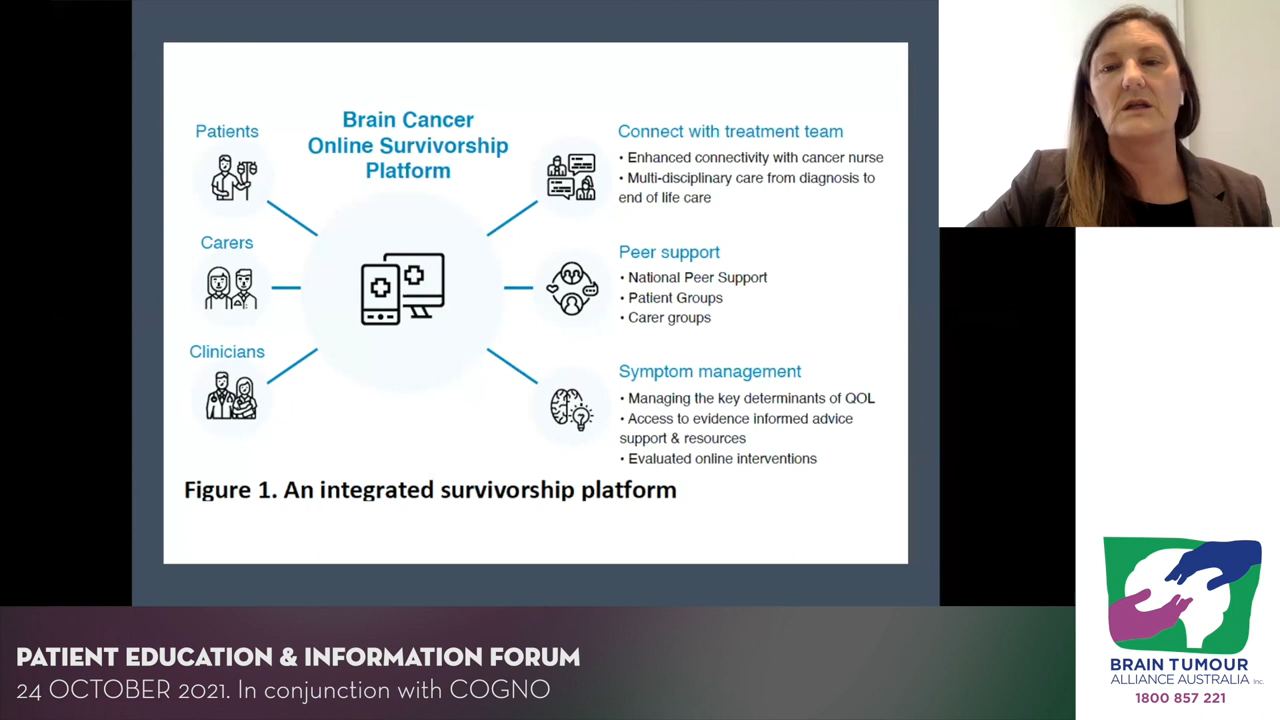 Patients
Brain Cancer
Online Survivorship
Platform
Carers
Clinicians
Connect with treatment team
• Enhanced connectivity with cancer nurse
• Multi-disciplinary care from diagnosis to
end of life care
Peer support
• National Peer Support
• Patient Groups
• Carer groups
Symptom management
• Managing the key determinants of QOL
• Access to evidence informed advice
support & resources
• Evaluated online interventions
Figure 1. An integrated survivorship platform
PATIENT EDUCATION & INFORMATION FORUM
24 OCTOBER 2021. In conjunction with COGNO
BRAIN TUMOUR
ALLIANCE AUSTRALIA Inc.
1800 857 221